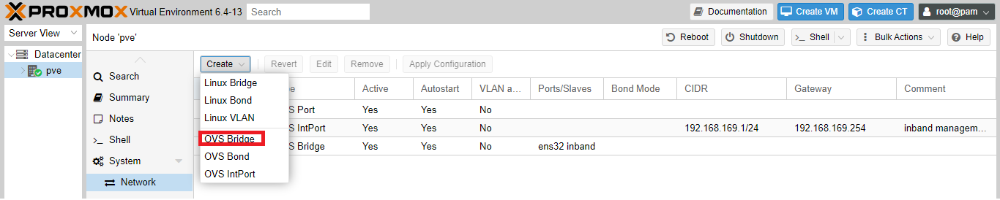 PROXMOX Virtual Environment 6.4-13 Search Documentation Create VM Create CT root@pam
Server View Node 'pve' Reboot Shutdown >_ Shell Bulk Actions Help
Datacenter
pve
Search
Summary
Notes
>_ Shell
System
Network
Create Revert Edit Remove Apply Configuration
Linux Bridge
Linux Bond
Linux VLAN
OVS Bridge
OVS Bond
OVS IntPort
Active Autostart VLAN a... Ports/Slaves Bond Mode CIDR Gateway Comment
Port Yes Yes No
IntPort Yes Yes No 192.168.169.1/24 192.168.169.254 inband managem...
Bridge Yes Yes No ens32 inband